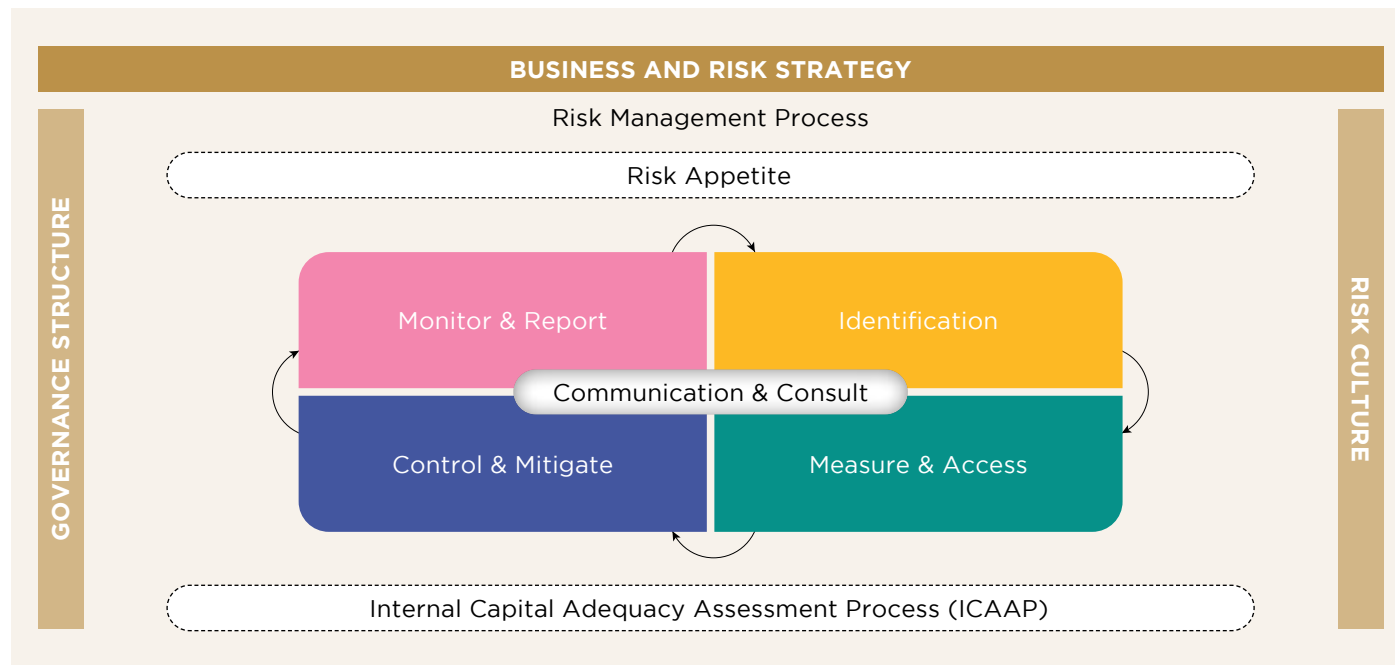 BUSINESS AND RISK STRATEGY
Risk Management Process
GOVERNANCE STRUCTURE
Risk Appetite
Monitor & Report
Identification
Communication & Consult
Control & Mitigate
Measure & Access
Internal Capital Adequacy Assessment Process (ICAAP)
RISK CULTURE